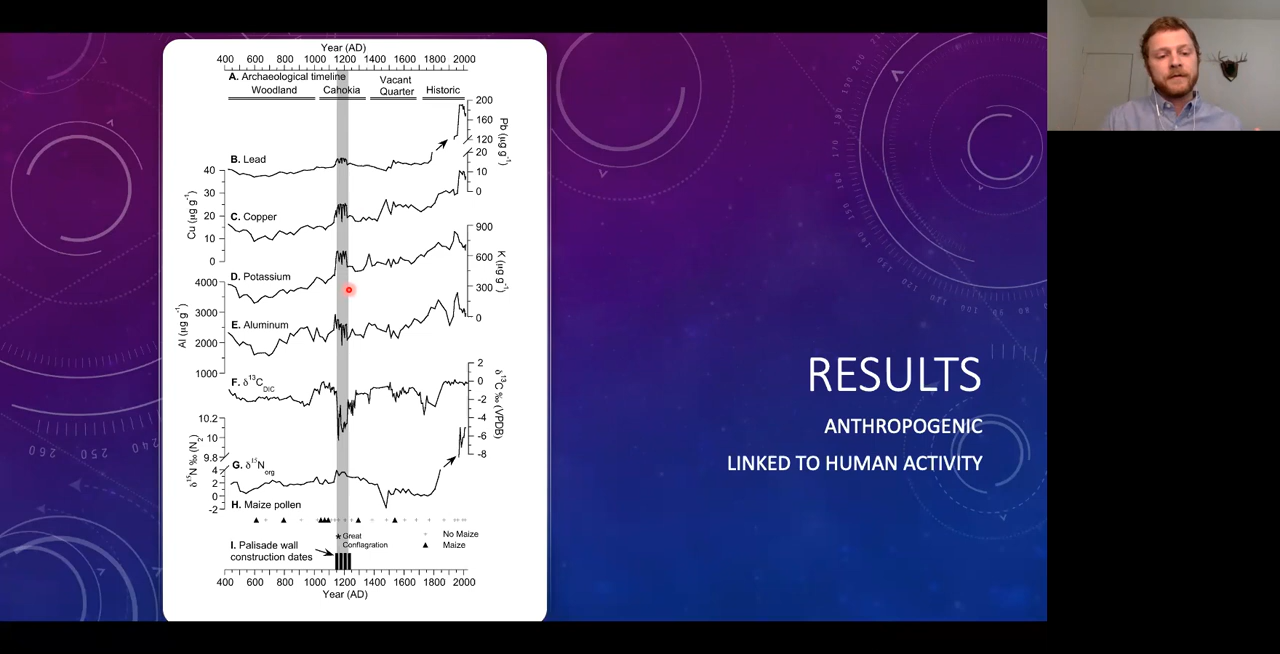 Year (AD)
400 600 800 1000 1200 1400 1600 1800 2000
A. Archaeological timeline
Vacant
Woodland Cahokia Quarter Historic
200
160
120
Pb (µg g-1)
20
10
0
B. Lead
40
30
20
10
0
Cu (µg g-1)
C. Copper
900
600
300
0
K (µg g-1)
D. Potassium
4000
3000
2000
1000
Al (µg g-1)
E. Aluminum
2
0
-2
-4
-6
-8
δ13C ‰ (VPDB)
F. δ13CDIC
10.2
10
9.8
4
2
0
-2
δ15N ‰ (N2)
G. δ15Norg
H. Maize pollen
Great
Conflagration
No Maize
Maize
I. Palisade wall
construction dates
400 600 800 1000 1200 1400 1600 1800 2000
Year (AD)
RESULTS
ANTHROPOGENIC
LINKED TO HUMAN ACTIVITY